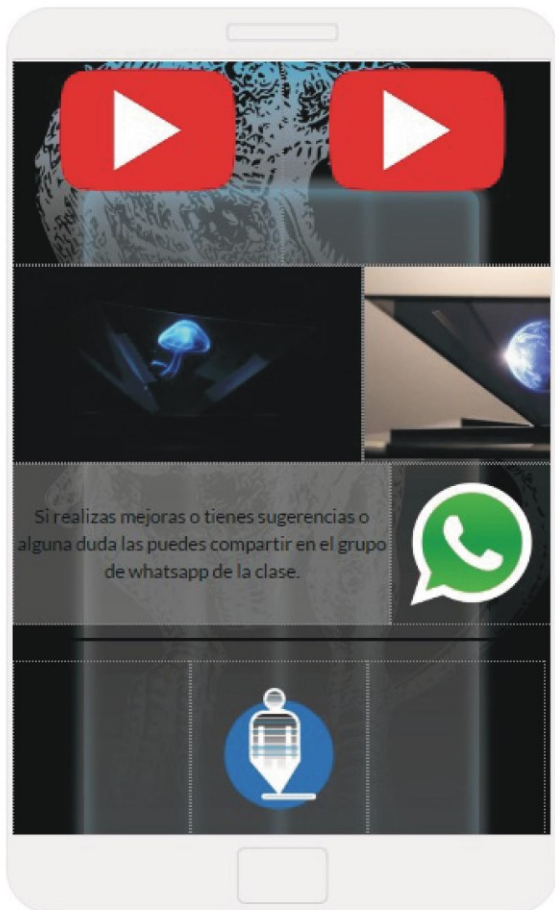 Si realizas mejoras o tienes sugerencias o
alguna duda las puedes compartir en el grupo
de whatsapp de la clase.